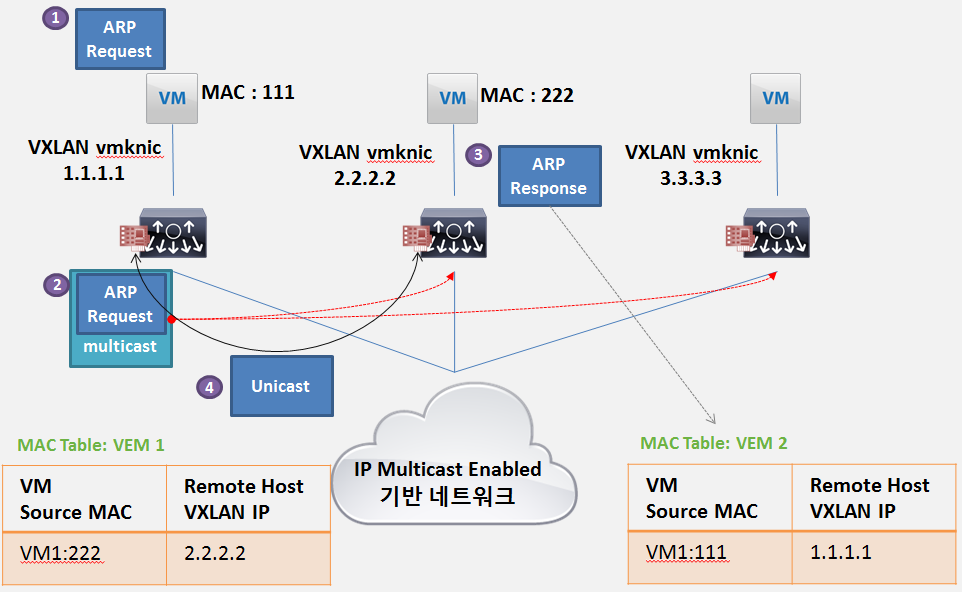 1
ARP
Request
VM
MAC : 111
VM
MAC : 222
VM
VXLAN vmknic
1.1.1.1
VXLAN vmknic
2.2.2.2
3
ARP
Response
VXLAN vmknic
3.3.3.3
2
ARP
Request
multicast
4
Unicast
IP Multicast Enabled
기반 네트워크
MAC Table: VEM 1
VM
Source MAC
Remote Host
VXLAN IP
VM1:222
2.2.2.2
MAC Table: VEM 2
VM
Source MAC
Remote Host
VXLAN IP
VM1:111
1.1.1.1